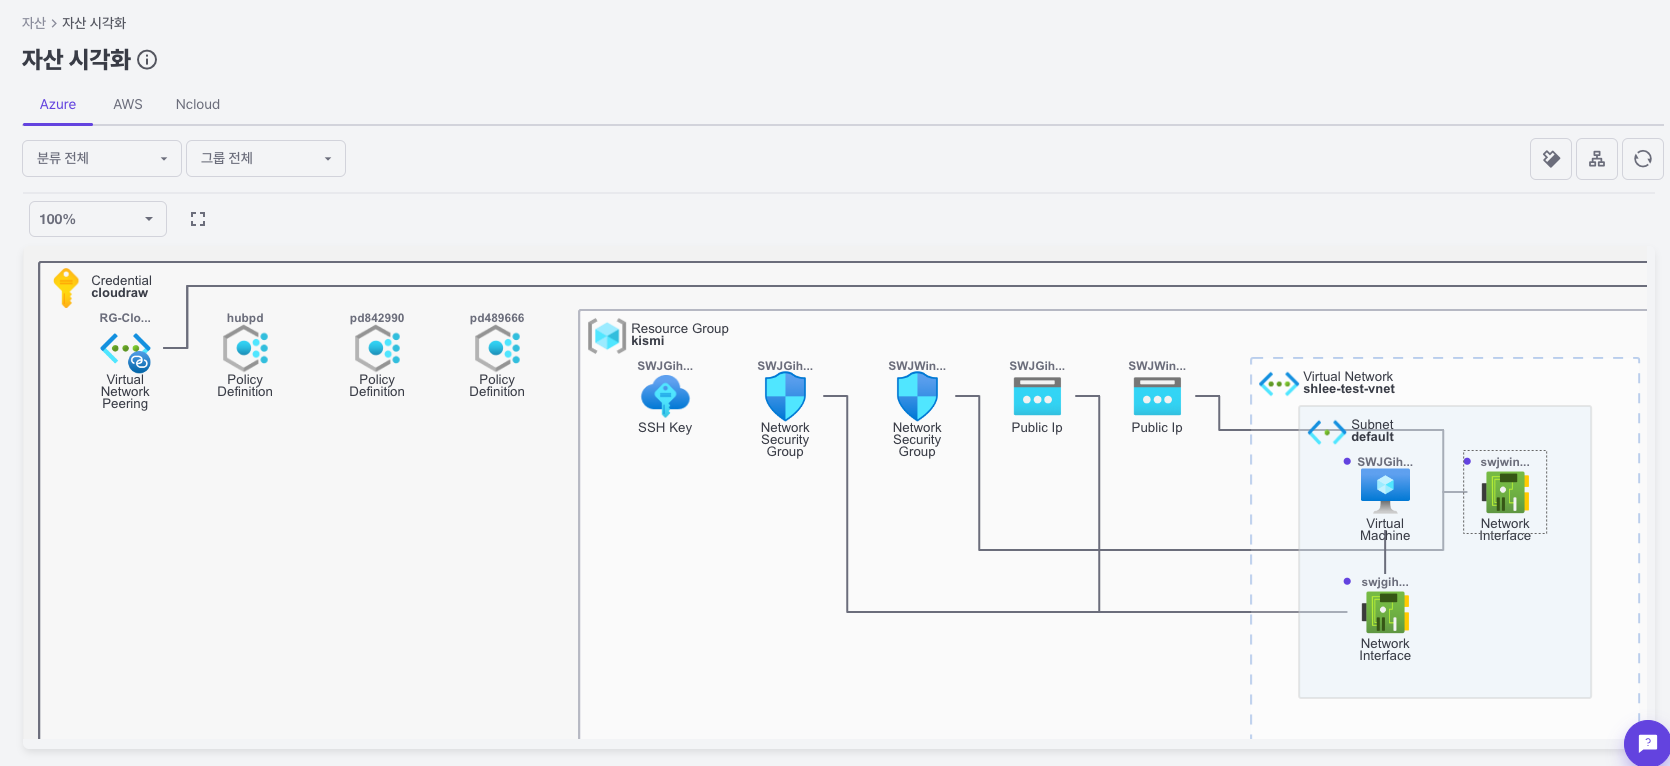 자산 > 자산 시각화
자산 시각화
Azure
AWS
Ncloud
분류 전체
그룹 전체
100%
Credential
cloudraw
RG-Clo...
Virtual
Network
Peering
hubpd
Policy
Definition
pd842990
Policy
Definition
pd489666
Policy
Definition
Resource Group
kismi
SWJGih...
SSH Key
SWJGih...
Network
Security
Group
SWJWin...
Network
Security
Group
SWJGih...
Public Ip
SWJWin...
Public Ip
Virtual Network
shlee-test-vnet
Subnet
default
SWJGih...
Virtual
Machine
swjwin...
Network
Interface
swjgih...
Network
Interface